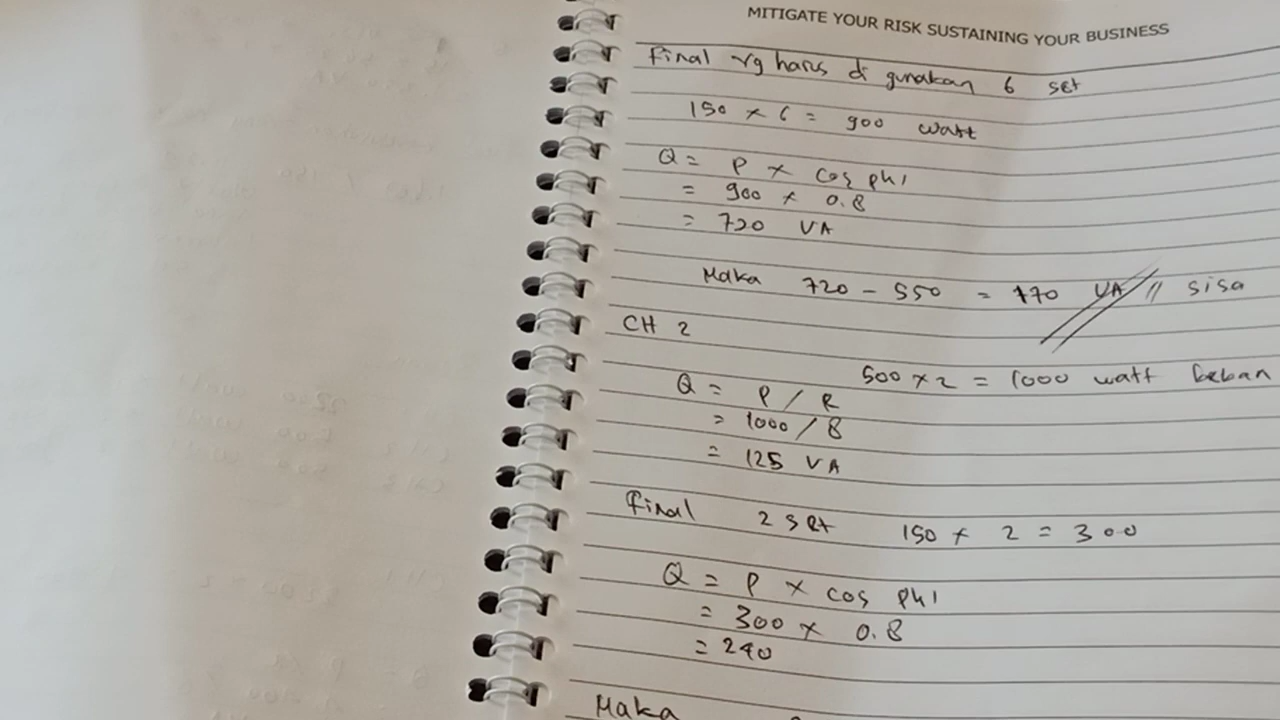 MITIGATE YOUR RISK SUSTAINING YOUR BUSINESS
Final yg harus di gunakan 6 set
150 x 6 = 900 watt
Q = P x cos phi
= 900 x 0.8
= 720 VA
Maka 720 - 550 = 170 VA // sisa
CH 2
500 x 2 = 1000 watt beban
Q = P / R
= 1000 / 8
= 125 VA
Final 2 set 150 x 2 = 300
Q = P x cos phi
= 300 x 0.8
= 240
Maka